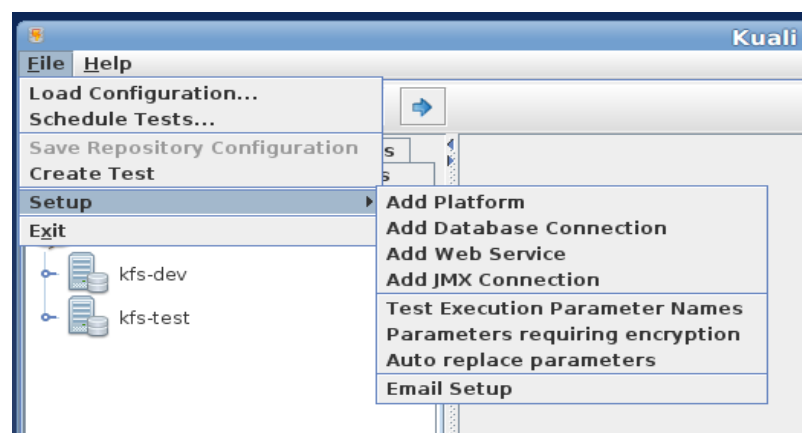 Kuali
File Help
Load Configuration...
Schedule Tests...
Save Repository Configuration
s
Create Test
s
Setup
Add Platform
Exit
Add Database Connection
Add Web Service
Add JMX Connection
kfs-dev
Test Execution Parameter Names
kfs-test
Parameters requiring encryption
Auto replace parameters
Email Setup